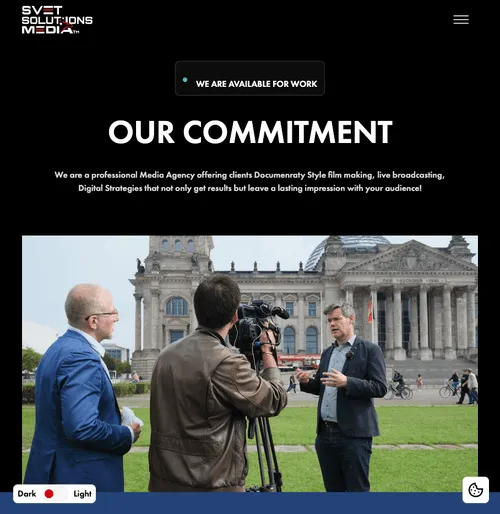 SVET
SOLUTIONS
MEDIA™
WE ARE AVAILABLE FOR WORK
OUR COMMITMENT
We are a professional Media Agency offering clients Documenraty Style film making, live broadcasting,
Digital Strategies that not only get results but leave a lasting impression with your audience!
Dark
Light